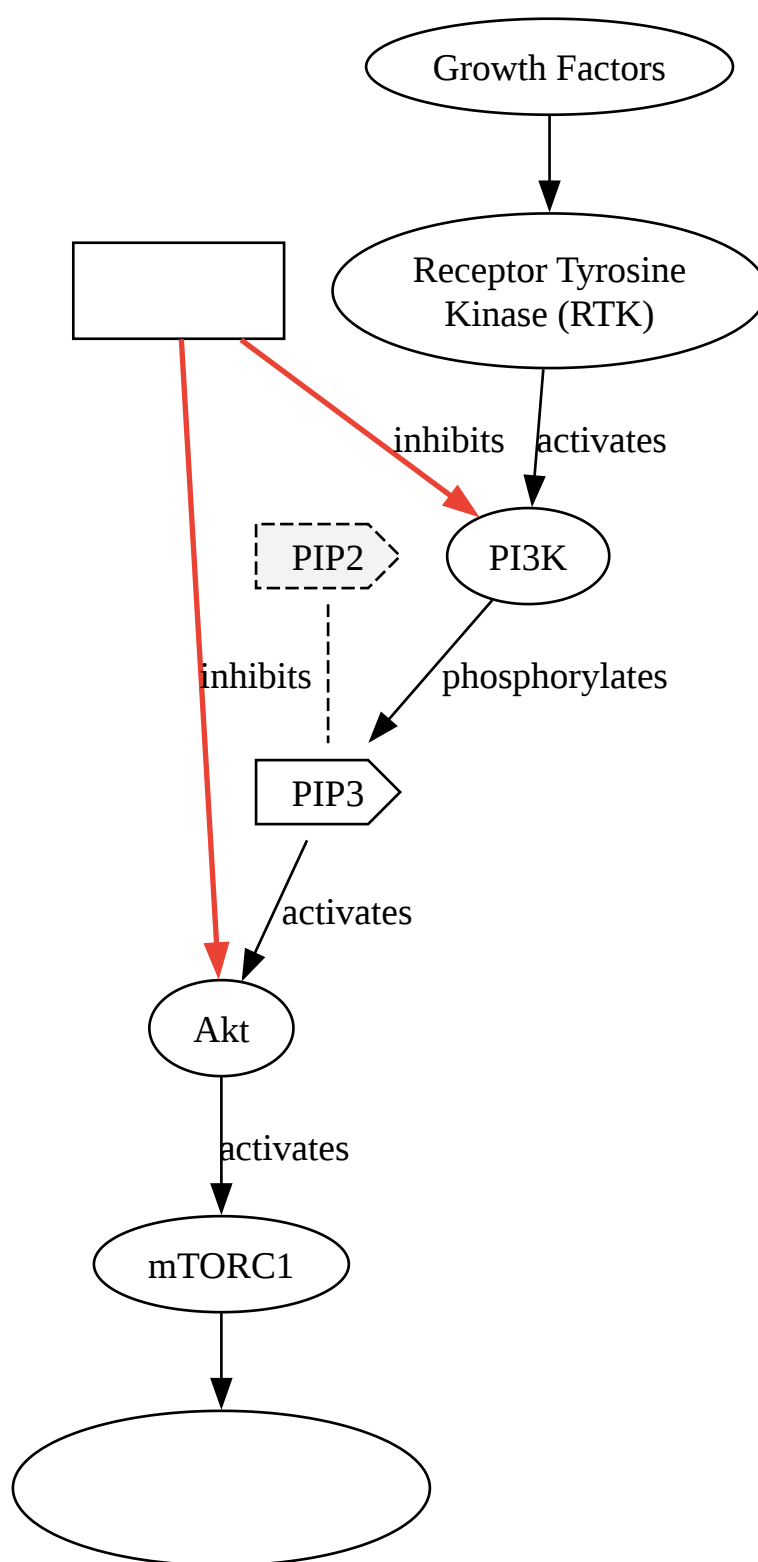 Growth Factors
Receptor Tyrosine
Kinase (RTK)
inhibits
activates
PIP2
PI3K
inhibits
phosphorylates
PIP3
activates
Akt
activates
mTORC1